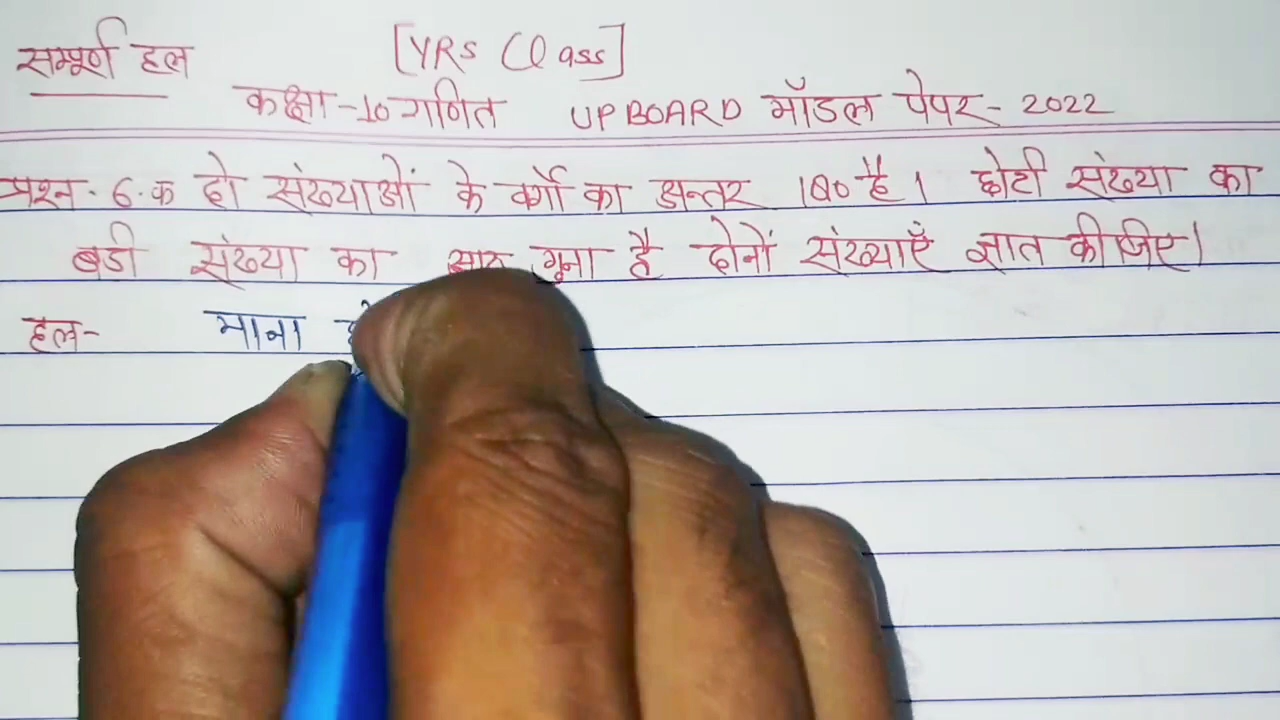 सम्पूर्ण हल [YRs Class]
कक्षा-10 गणित UP BOARD मॉडल पेपर- 2022
प्रश्न. 6. क दो संख्याओं के वर्गों का अन्तर 180 है। छोटी संख्या का
बडी संख्या का गूना है दोनों संख्याएँ ज्ञात कीजिए।
हल- माना